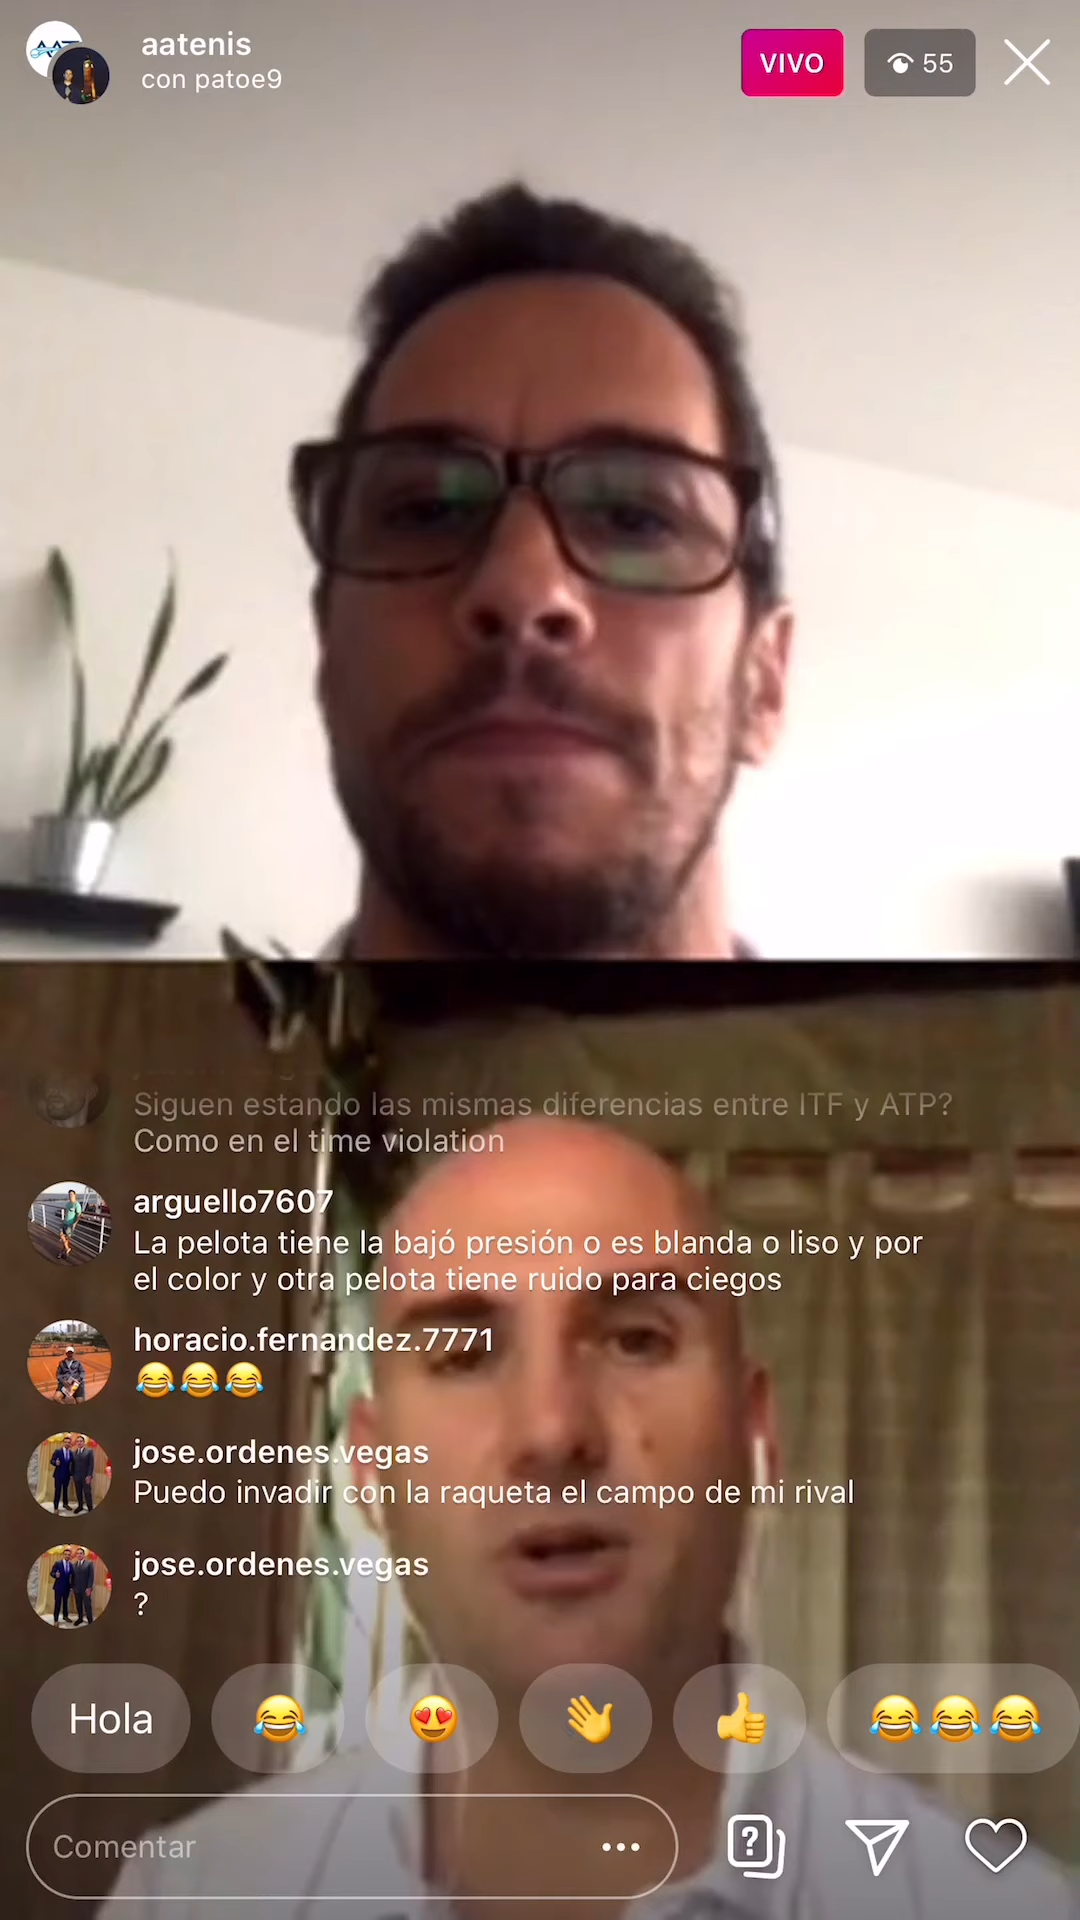 aatenis
con patoe9
VIVO
55
Siguen estando las mismas diferencias entre ITF y ATP?
Como en el time violation
arguello7607
La pelota tiene la bajó presión o es blanda o liso y por
el color y otra pelota tiene ruido para ciegos
horacio.fernandez.7771
😂😂😂
jose.ordenes.vegas
Puedo invadir con la raqueta el campo de mi rival
jose.ordenes.vegas
?
Hola 😂 😍 👋 👍 😂😂😂
Comentar